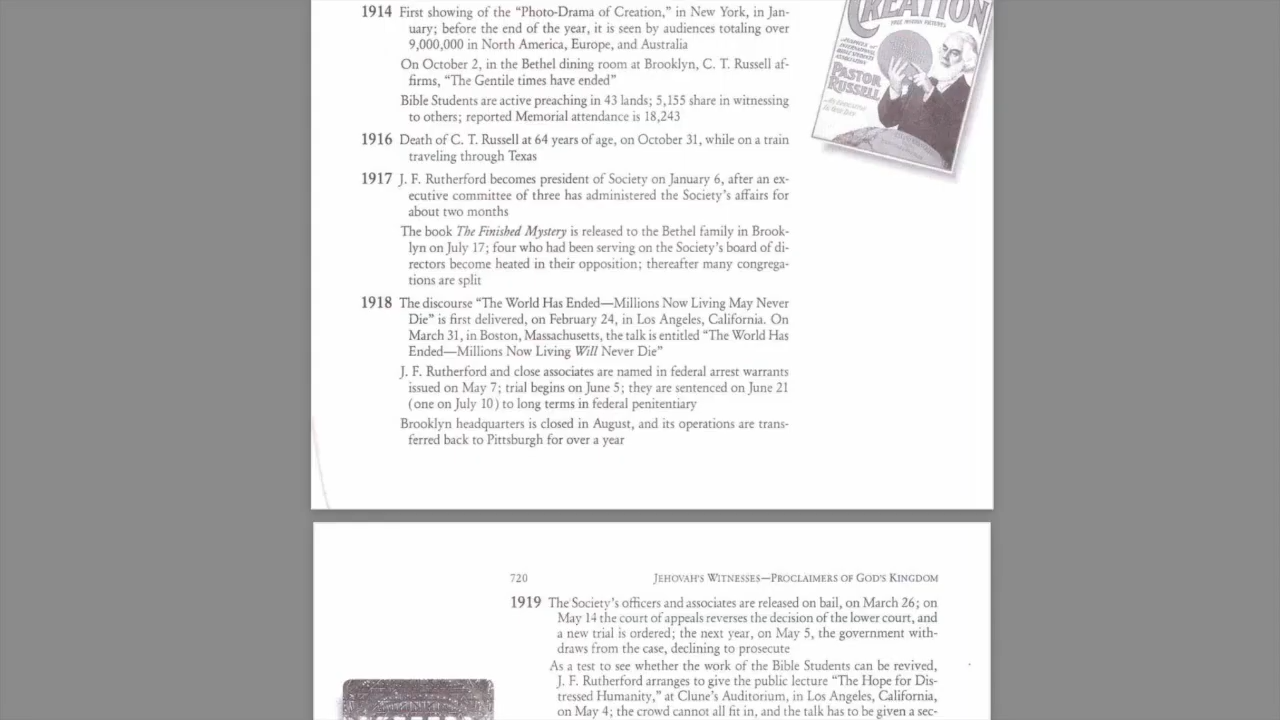 CREATION
PASTOR
RUSSELL
1914 First showing of the “Photo-Drama of Creation,” in New York, in Jan-
uary; before the end of the year, it is seen by audiences totaling over
9,000,000 in North America, Europe, and Australia
On October 2, in the Bethel dining room at Brooklyn, C. T. Russell af-
firms, “The Gentile times have ended”
Bible Students are active preaching in 43 lands; 5,155 share in witnessing
to others; reported Memorial attendance is 18,243
1916 Death of C. T. Russell at 64 years of age, on October 31, while on a train
traveling through Texas
1917 J. F. Rutherford becomes president of Society on January 6, after an ex-
ecutive committee of three has administered the Society’s affairs for
about two months
The book The Finished Mystery is released to the Bethel family in Brook-
lyn on July 17; four who had been serving on the Society’s board of di-
rectors become heated in their opposition; thereafter many congrega-
tions are split
1918 The discourse “The World Has Ended—Millions Now Living May Never
Die” is first delivered, on February 24, in Los Angeles, California. On
March 31, in Boston, Massachusetts, the talk is entitled “The World Has
Ended—Millions Now Living Will Never Die”
J. F. Rutherford and close associates are named in federal arrest warrants
issued on May 7; trial begins on June 5; they are sentenced on June 21
(one on July 10) to long terms in federal penitentiary
Brooklyn headquarters is closed in August, and its operations are trans-
ferred back to Pittsburgh for over a year
720 JEHOVAH’S WITNESSES—PROCLAIMERS OF GOD’S KINGDOM
1919 The Society’s officers and associates are released on bail, on March 26; on
May 14 the court of appeals reverses the decision of the lower court, and
a new trial is ordered; the next year, on May 5, the government with-
draws from the case, declining to prosecute
As a test to see whether the work of the Bible Students can be revived,
J. F. Rutherford arranges to give the public lecture “The Hope for Dis-
tressed Humanity,” at Clune’s Auditorium, in Los Angeles, California,
on May 4; the crowd cannot all fit in, and the talk has to be given a sec-